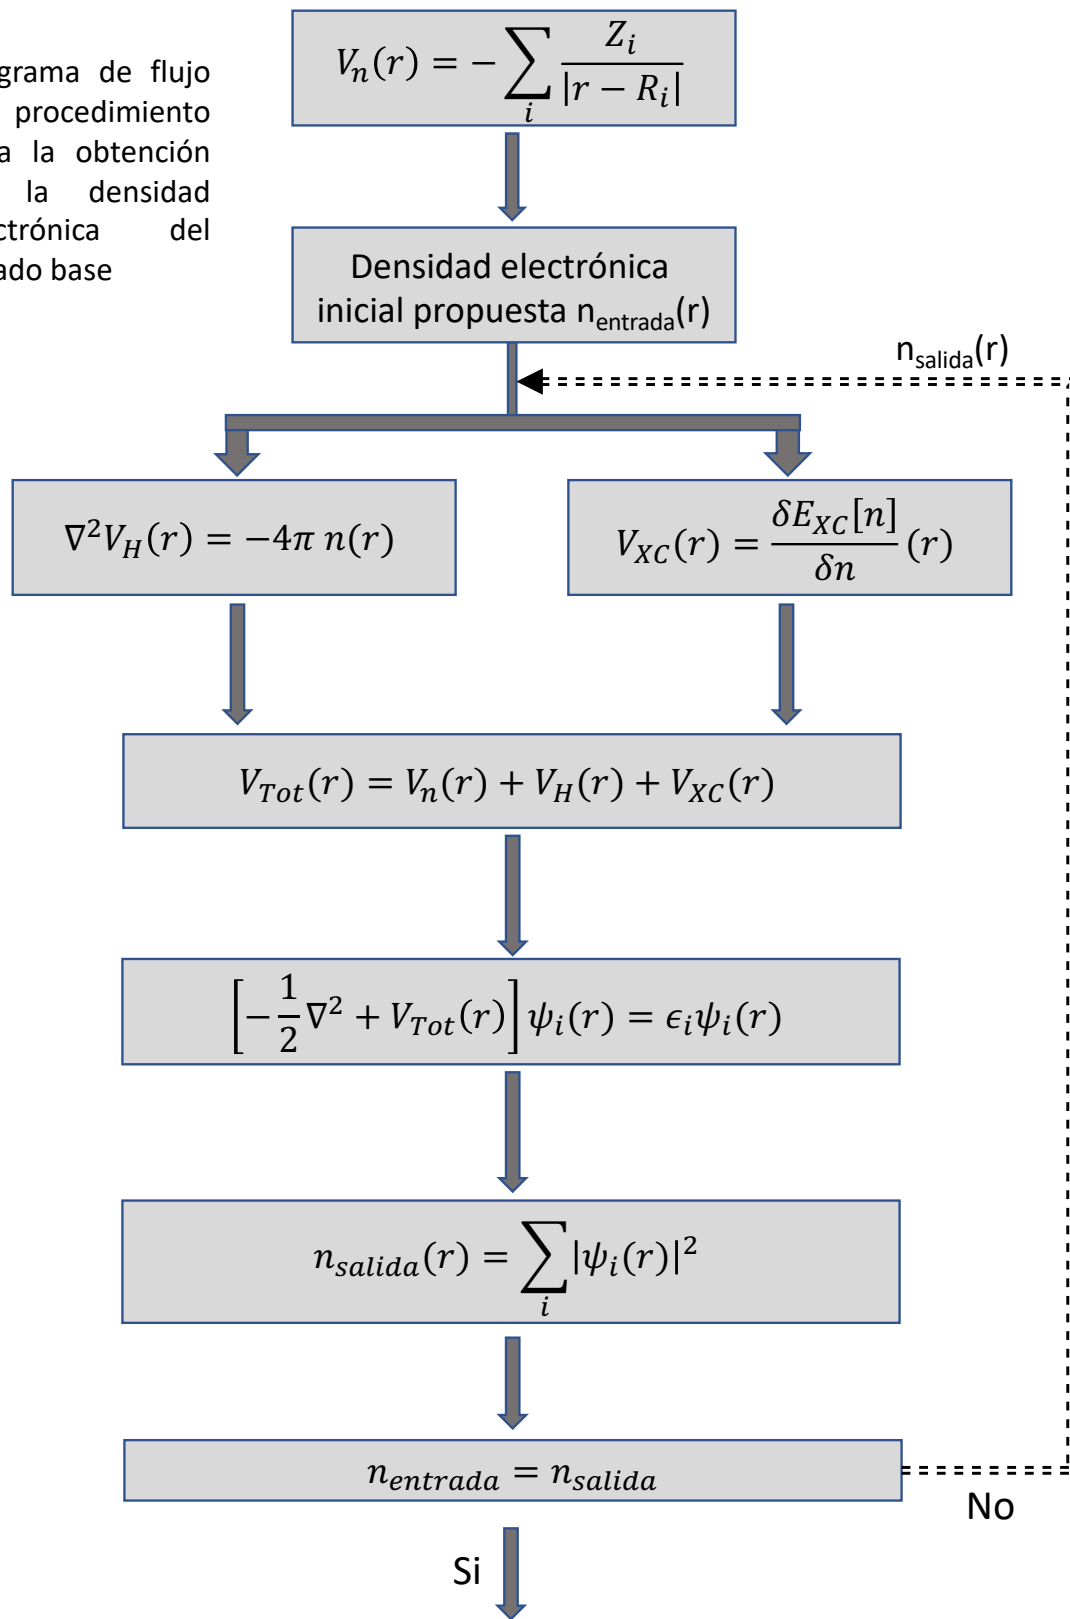 grama de flujo
procedimiento
a la obtención
la densidad
ctrónica del
ado base
V_n(r) = − ∑_i Z_i / |r − R_i|
Densidad electrónica
inicial propuesta n_entrada(r)
n_salida(r)
∇²V_H(r) = −4π n(r)
V_XC(r) = δE_XC[n] / δn (r)
V_Tot(r) = V_n(r) + V_H(r) + V_XC(r)
[−1/2 ∇² + V_Tot(r)] ψ_i(r) = ϵ_i ψ_i(r)
n_salida(r) = ∑_i |ψ_i(r)|²
n_entrada = n_salida
No
Si